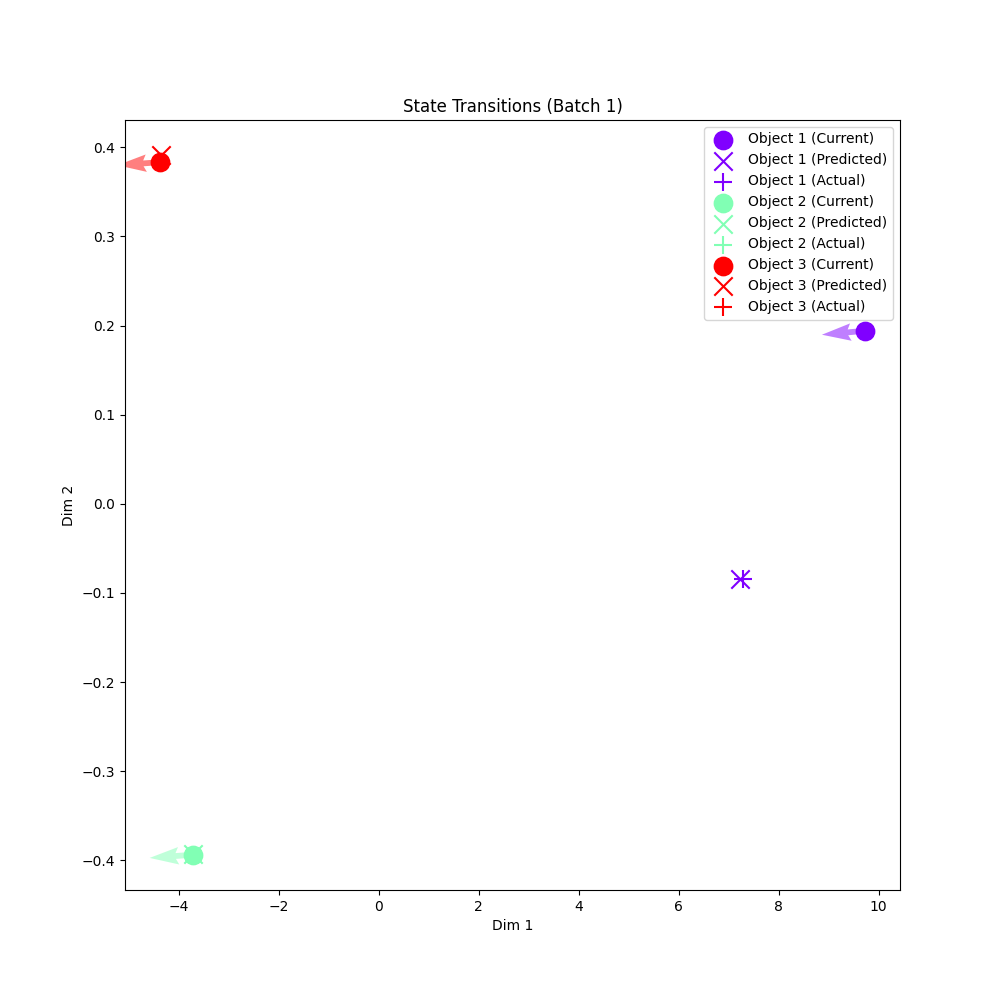 State Transitions (Batch 1)
Object 1 (Current)
Object 1 (Predicted)
Object 1 (Actual)
Object 2 (Current)
Object 2 (Predicted)
Object 2 (Actual)
Object 3 (Current)
Object 3 (Predicted)
Object 3 (Actual)
0.4
0.3
0.2
0.1
0.0
−0.1
−0.2
−0.3
−0.4
Dim 2
−4
−2
0
2
4
6
8
10
Dim 1